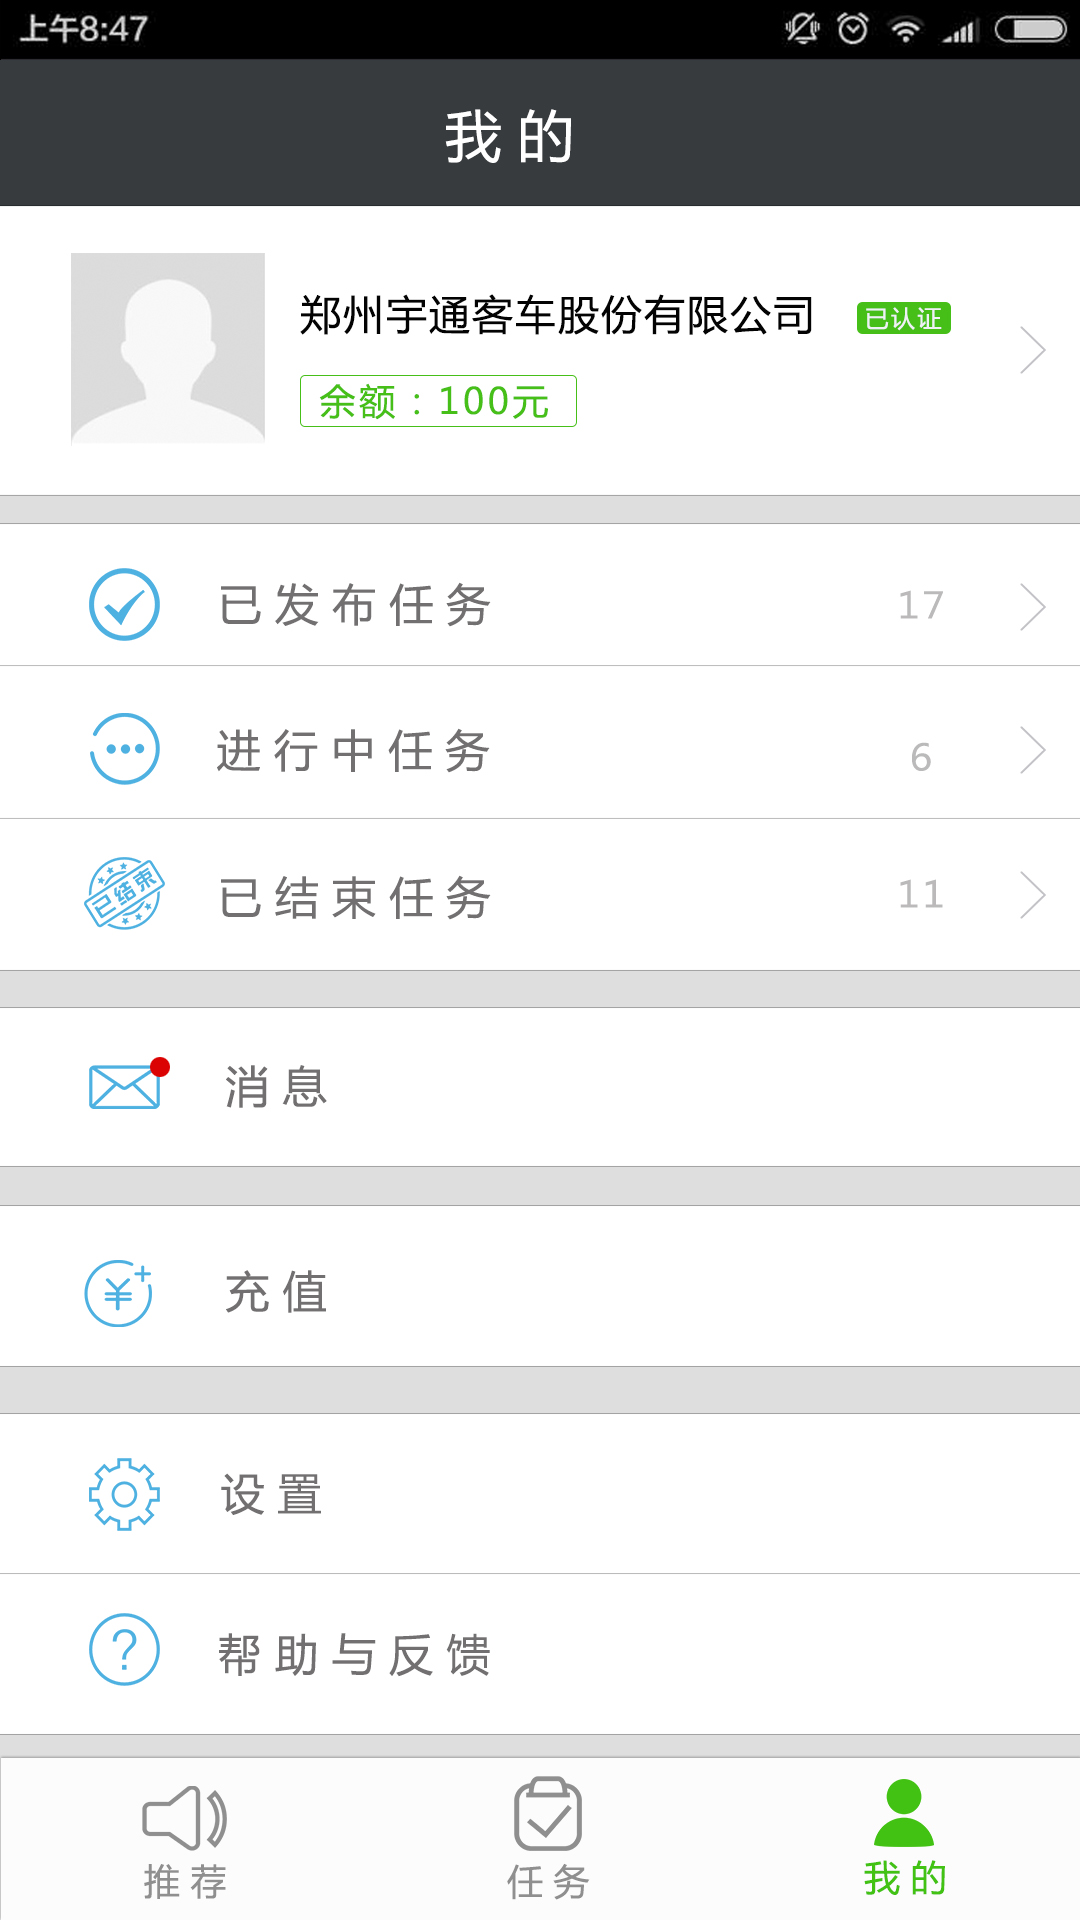 上午8:47
我的
郑州宇通客车股份有限公司 已认证
余额：100元
已发布任务 17
进行中任务 6
已结束
已结束任务 11
消息
充值
设置
帮助与反馈
推荐 任务 我的